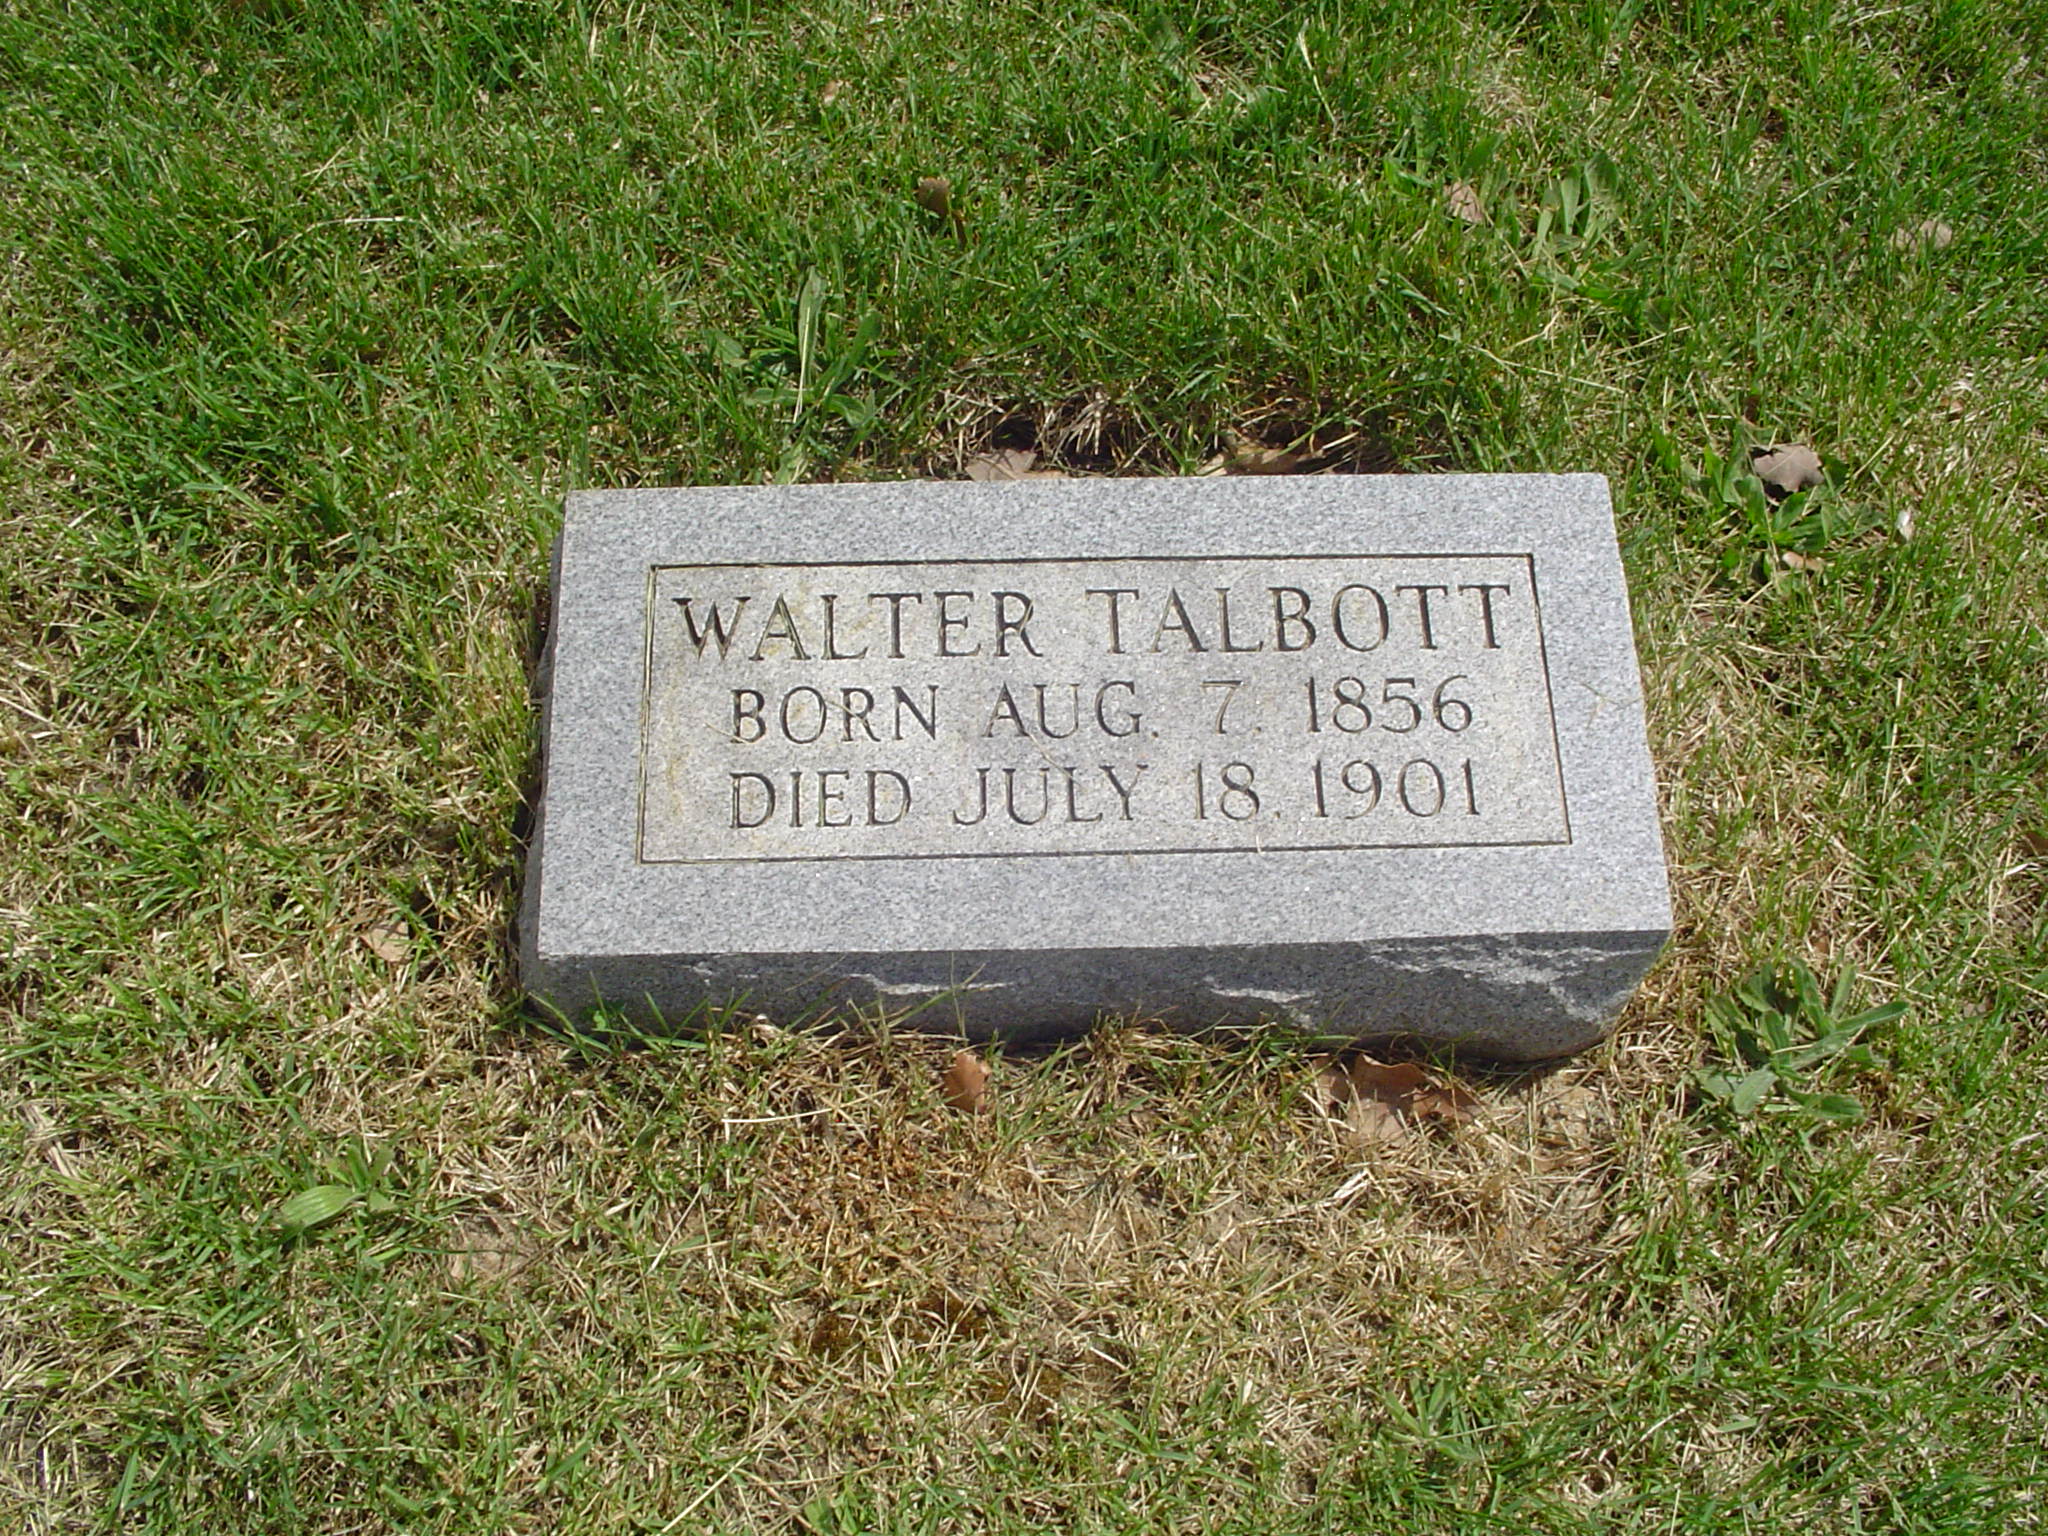 WALTER TALBOTT
BORN AUG. 7. 1856
DIED JULY 18. 1901